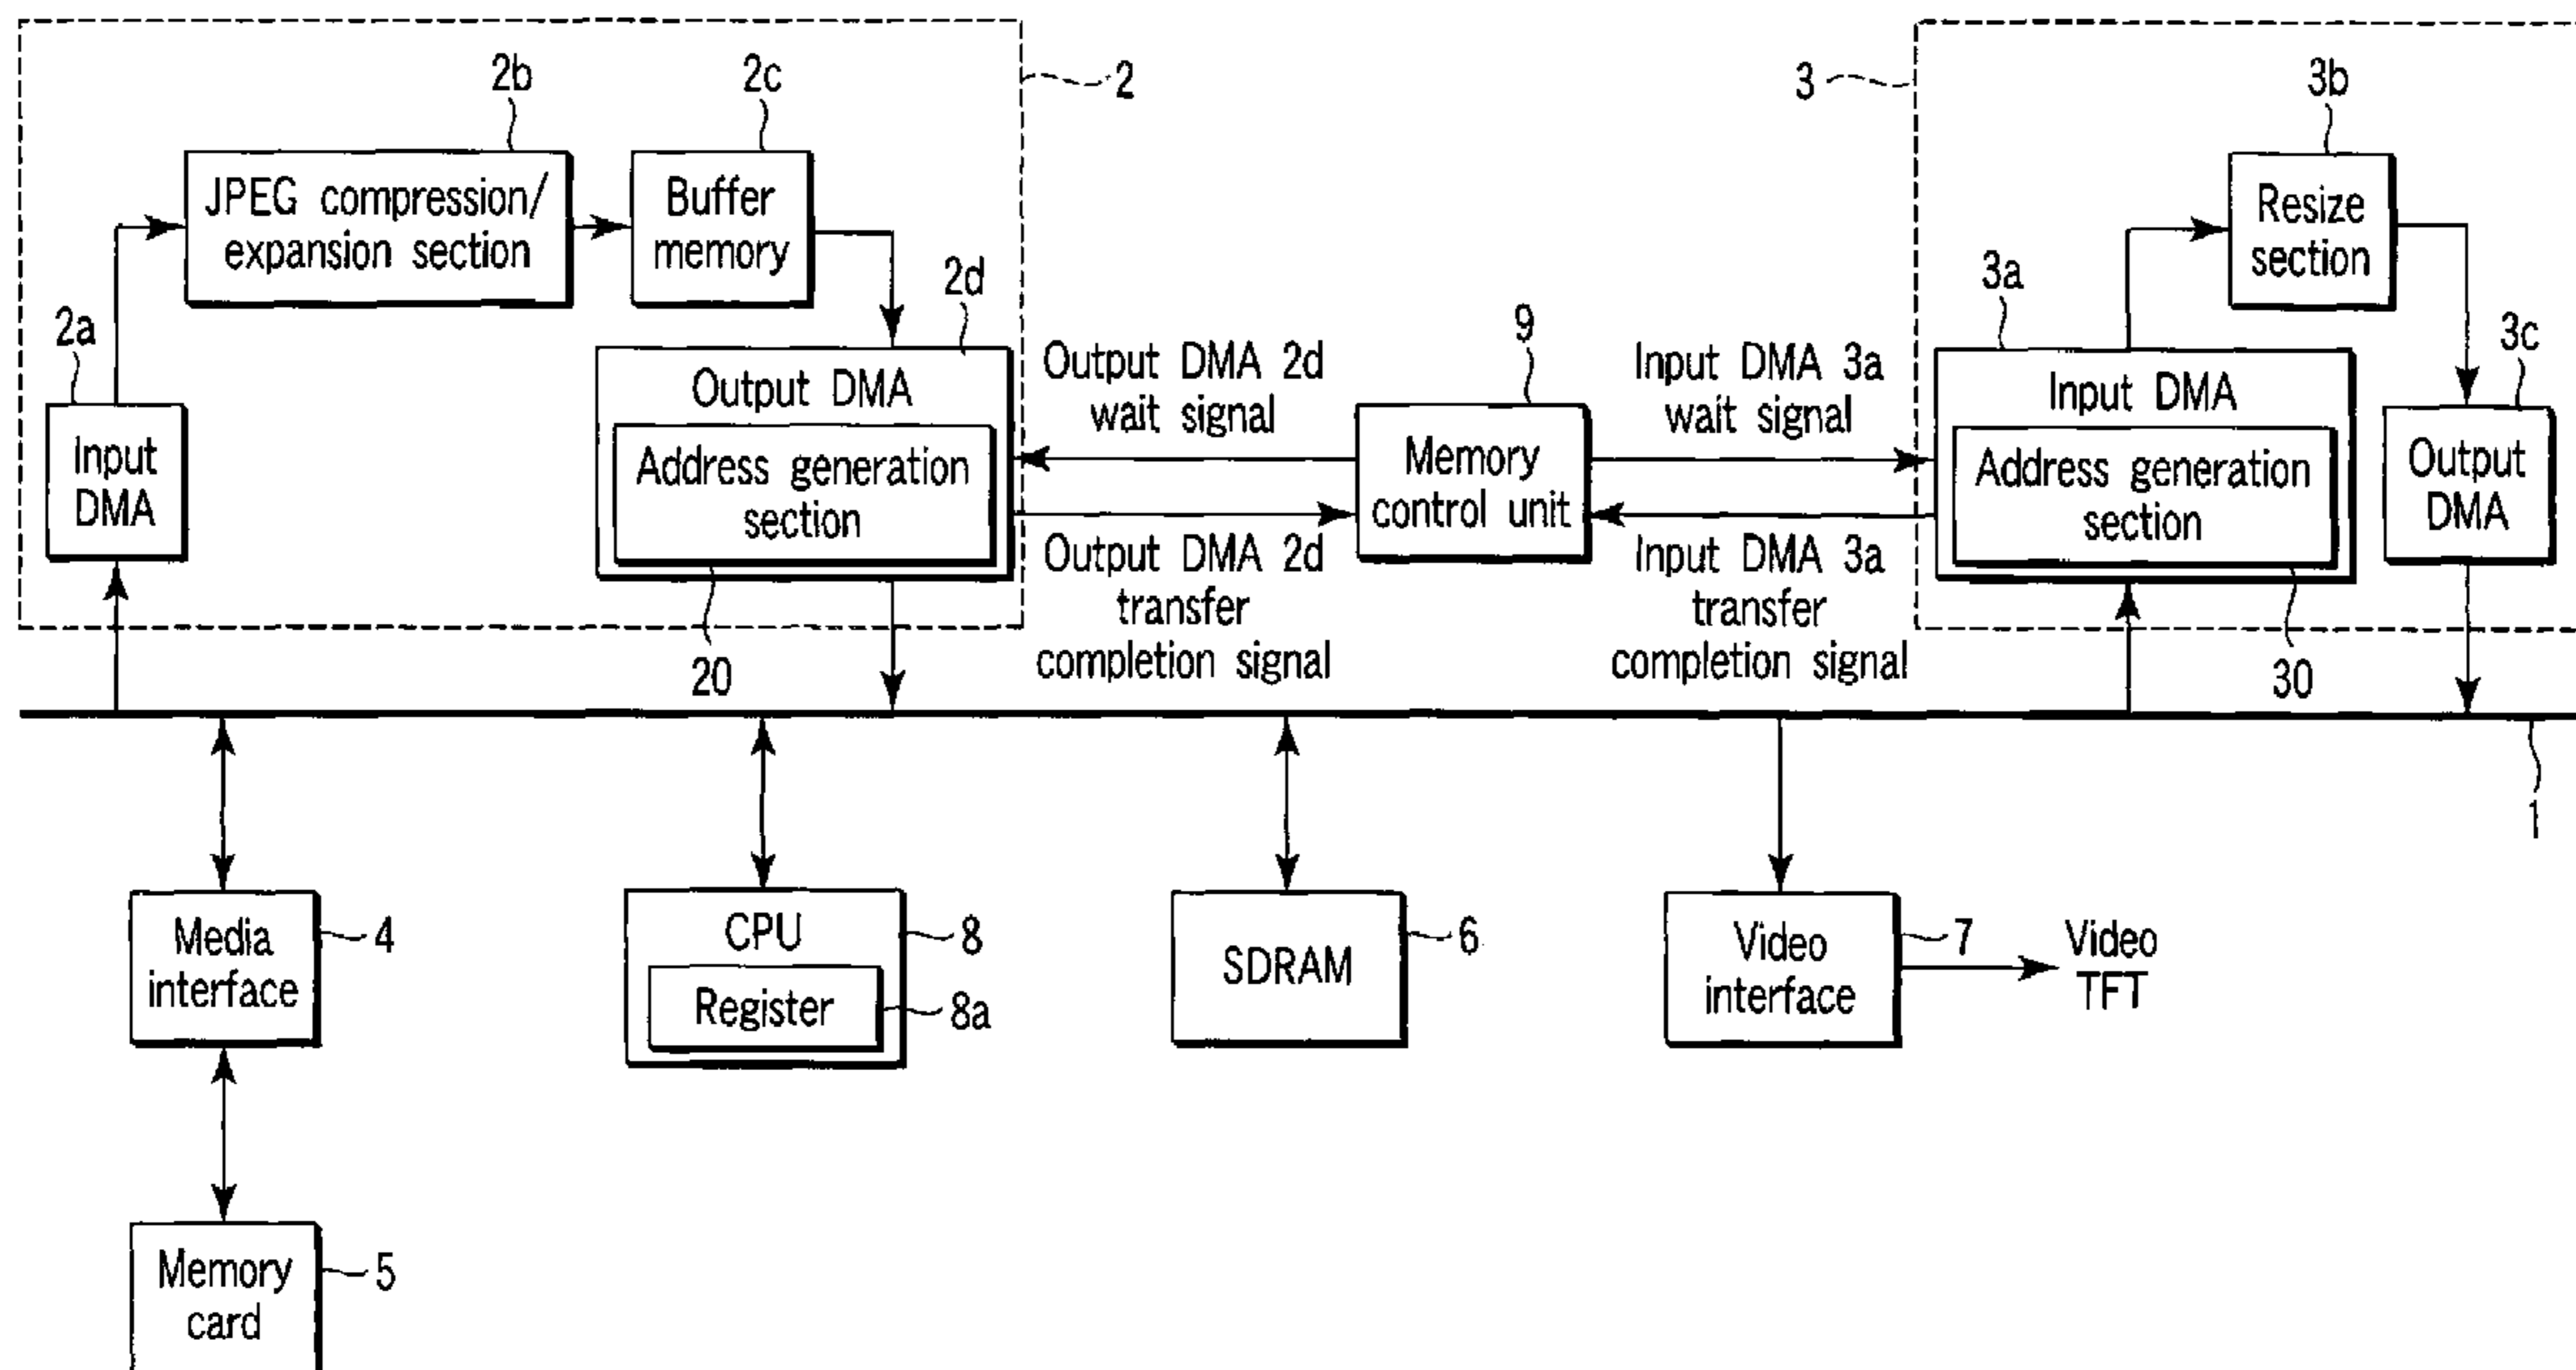 2b
2c
2
3
3b
JPEG compression/
expansion section
Buffer
memory
Resize
section
2a
2d
9
3a
3c
Input
DMA
Output DMA
Address generation
section
20
Output DMA 2d
wait signal
Output DMA 2d
transfer
completion signal
Memory
control unit
Input DMA 3a
wait signal
Input DMA 3a
transfer
completion signal
Input DMA
Address generation
section
30
Output
DMA
1
Media
interface
4
CPU
8
Register
8a
SDRAM
6
Video
interface
7
Video
TFT
Memory
card
5